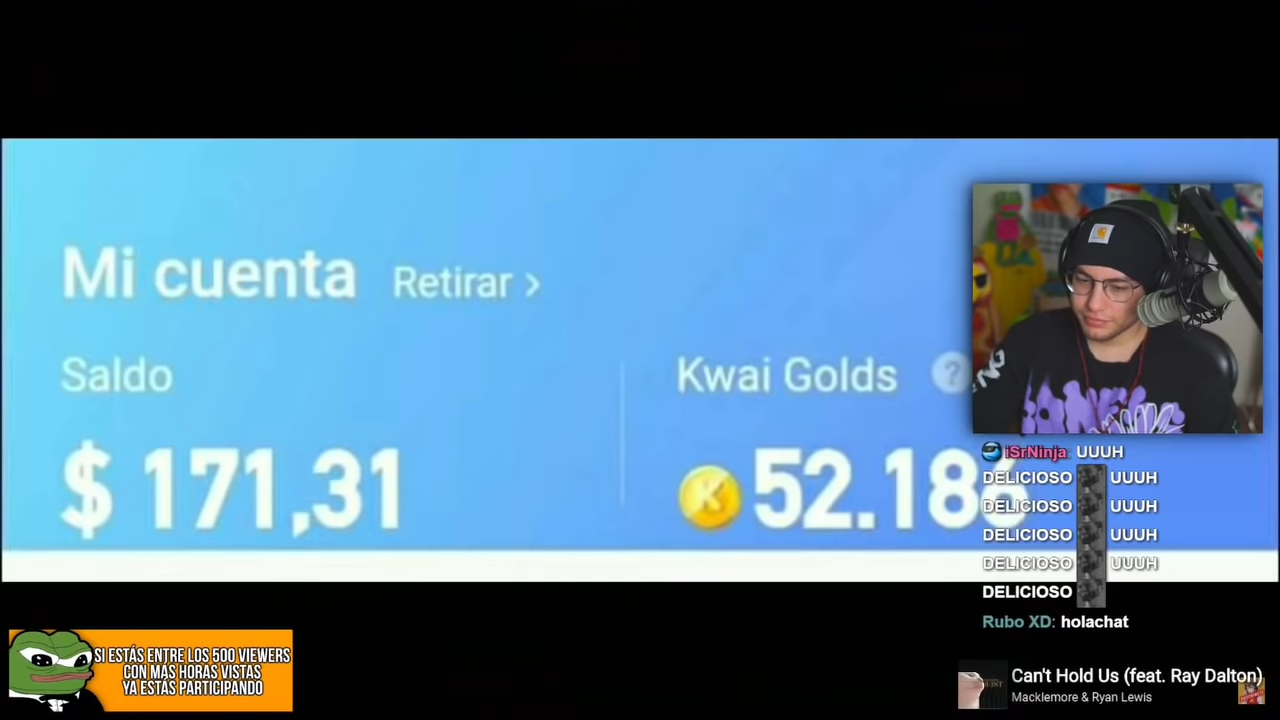 Mi cuenta Retirar >
Saldo
Kwai Golds ?
$ 171,31
K 52.186
iSrNinja: UUUH
DELICIOSO UUUH
DELICIOSO UUUH
DELICIOSO UUUH
DELICIOSO UUUH
DELICIOSO
Rubo XD: holachat
SI ESTÁS ENTRE LOS 500 VIEWERS
CON MÁS HORAS VISTAS
YA ESTÁS PARTICIPANDO
Can't Hold Us (feat. Ray Dalton)
Macklemore & Ryan Lewis